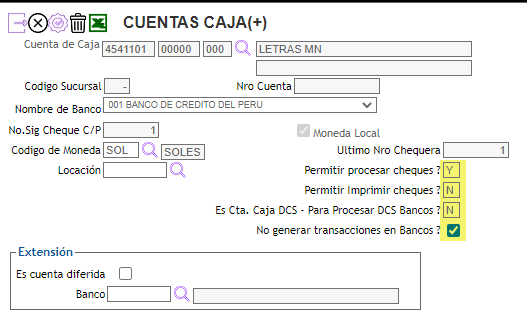 CUENTAS CAJA(+)
Cuenta de Caja 4541101 00000 000 LETRAS MN
Codigo Sucursal - Nro Cuenta
Nombre de Banco 001 BANCO DE CREDITO DEL PERU
No.Sig Cheque C/P 1 Moneda Local
Codigo de Moneda SOL SOLES Ultimo Nro Chequera 1
Locación Permitir procesar cheques ? Y
Permitir Imprimir cheques ? N
Es Cta. Caja DCS - Para Procesar DCS Bancos ? N
No generar transacciones en Bancos ?
Extensión
Es cuenta diferida
Banco